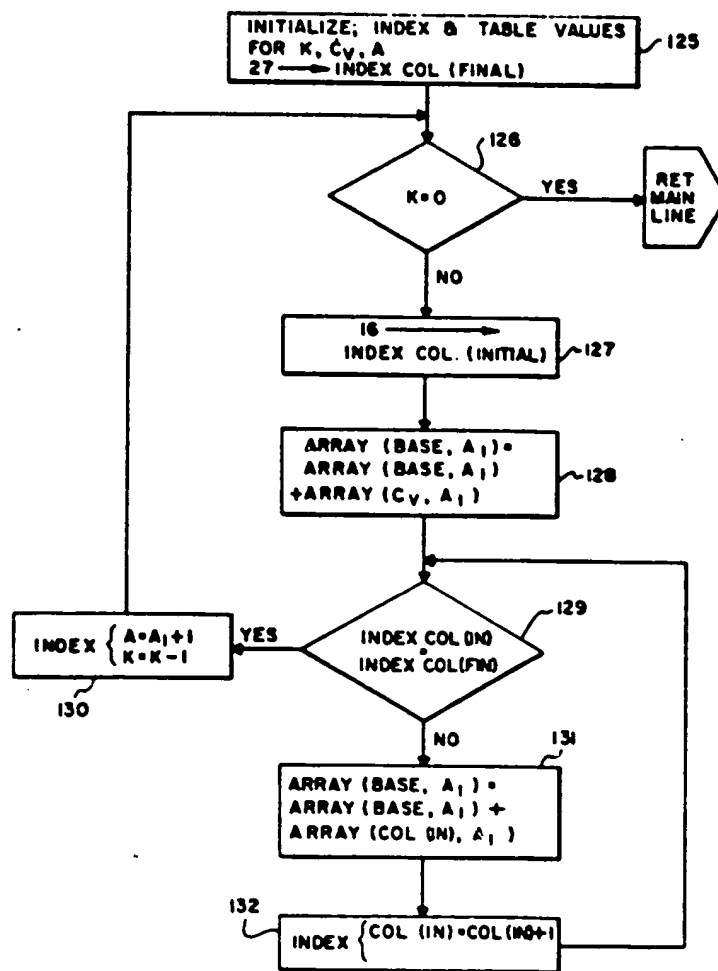 INITIALIZE; INDEX & TABLE VALUES
FOR K, CV, A
27 → INDEX COL (FINAL)
125
126
K=0
YES
RET
MAIN
LINE
NO
16 →
INDEX COL. (INITIAL)
127
ARRAY (BASE, A1)=
ARRAY (BASE, A1)
+ARRAY (CV, A1)
128
129
INDEX COL(IN)
=
INDEX COL(FIN)
YES
INDEX { A=A1+1
K=K-1
130
NO
131
ARRAY (BASE, A1)=
ARRAY (BASE, A1) +
ARRAY (COL (IN), A1)
132
INDEX { COL (IN)=COL(IN)+1